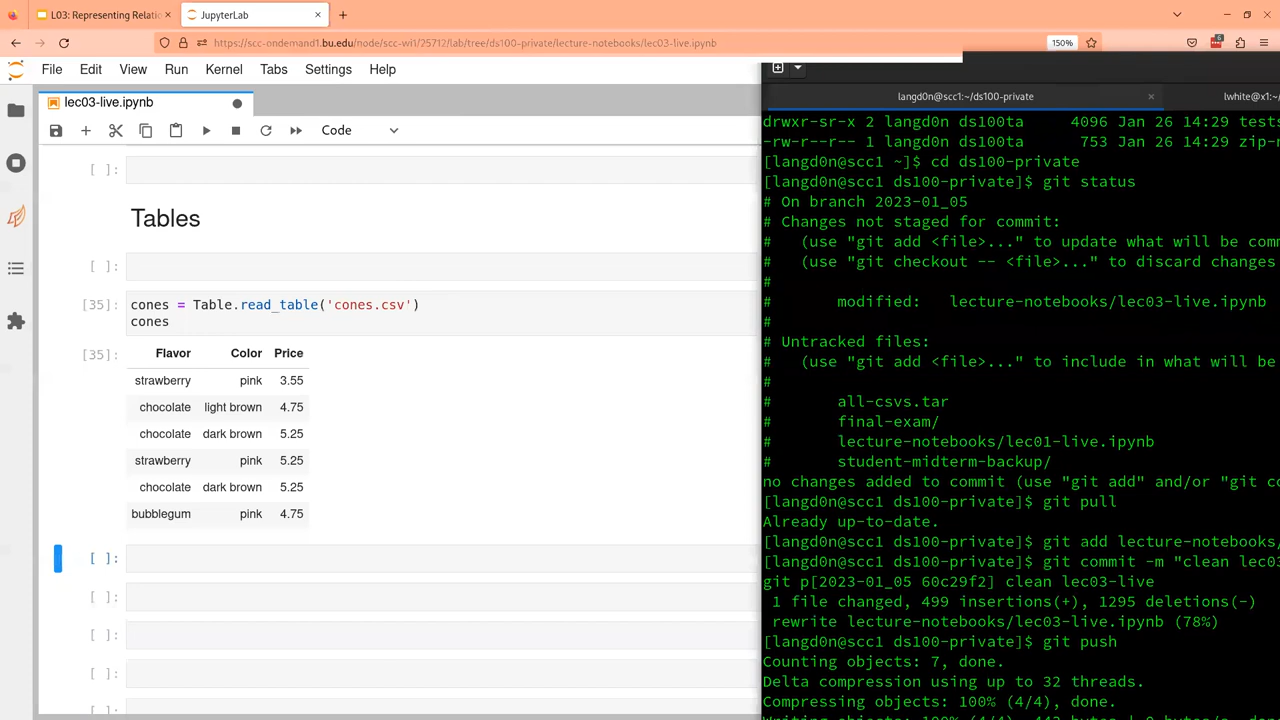 L03: Representing Relatio
JupyterLab
https://scc-ondemand1.bu.edu/node/scc-wi1/25712/lab/tree/ds100-private/lecture-notebooks/lec03-live.ipynb
150%
6
File Edit View Run Kernel Tabs Settings Help
lec03-live.ipynb
Code
[ ]:
Tables
[ ]:
[35]: cones = Table.read_table('cones.csv')
cones
[35]: Flavor Color Price
strawberry pink 3.55
chocolate light brown 4.75
chocolate dark brown 5.25
strawberry pink 5.25
chocolate dark brown 5.25
bubblegum pink 4.75
[ ]:
[ ]:
[ ]:
[ ]:
langd0n@scc1:~/ds100-private
lwhite@x1:~/
drwxr-sr-x 2 langd0n ds100ta 4096 Jan 26 14:29 tests
-rw-r--r-- 1 langd0n ds100ta 753 Jan 26 14:29 zip-n
[langd0n@scc1 ~]$ cd ds100-private
[langd0n@scc1 ds100-private]$ git status
# On branch 2023-01_05
# Changes not staged for commit:
# (use "git add <file>..." to update what will be com
# (use "git checkout -- <file>..." to discard changes
#
# modified: lecture-notebooks/lec03-live.ipynb
#
# Untracked files:
# (use "git add <file>..." to include in what will be
#
# all-csvs.tar
# final-exam/
# lecture-notebooks/lec01-live.ipynb
# student-midterm-backup/
no changes added to commit (use "git add" and/or "git co
[langd0n@scc1 ds100-private]$ git pull
Already up-to-date.
[langd0n@scc1 ds100-private]$ git add lecture-notebooks/
[langd0n@scc1 ds100-private]$ git commit -m "clean lec03
git p[2023-01_05 60c29f2] clean lec03-live
1 file changed, 499 insertions(+), 1295 deletions(-)
rewrite lecture-notebooks/lec03-live.ipynb (78%)
[langd0n@scc1 ds100-private]$ git push
Counting objects: 7, done.
Delta compression using up to 32 threads.
Compressing objects: 100% (4/4), done.